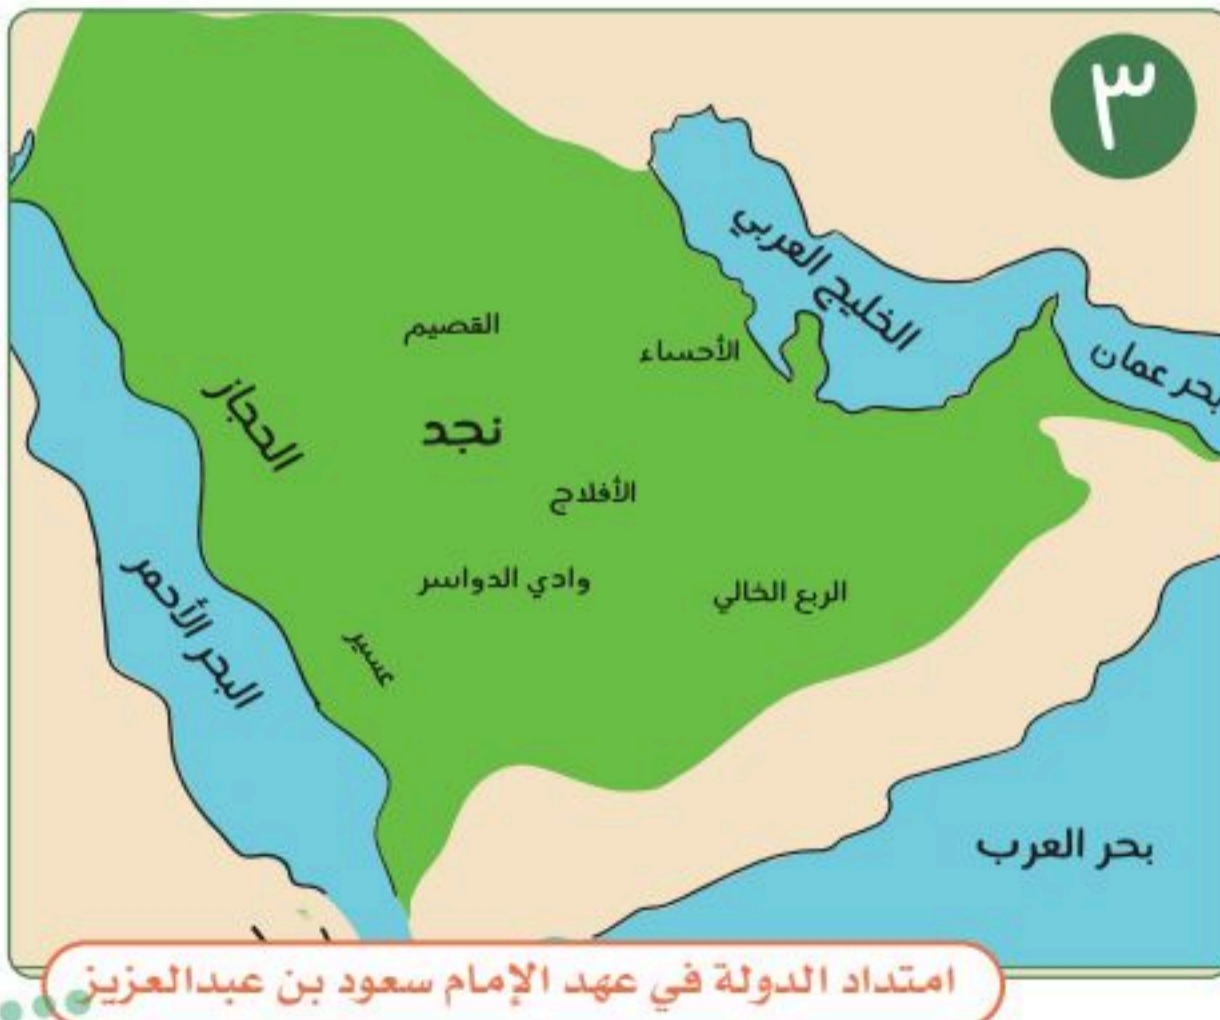 ٣
الخليج العربي
بحر عمان
القصيم
الأحساء
الحجاز
نجد
الأفلاج
وادي الدواسر
الربع الخالي
عسير
البحر الأحمر
بحر العرب
امتداد الدولة في عهد الإمام سعود بن عبدالعزيز